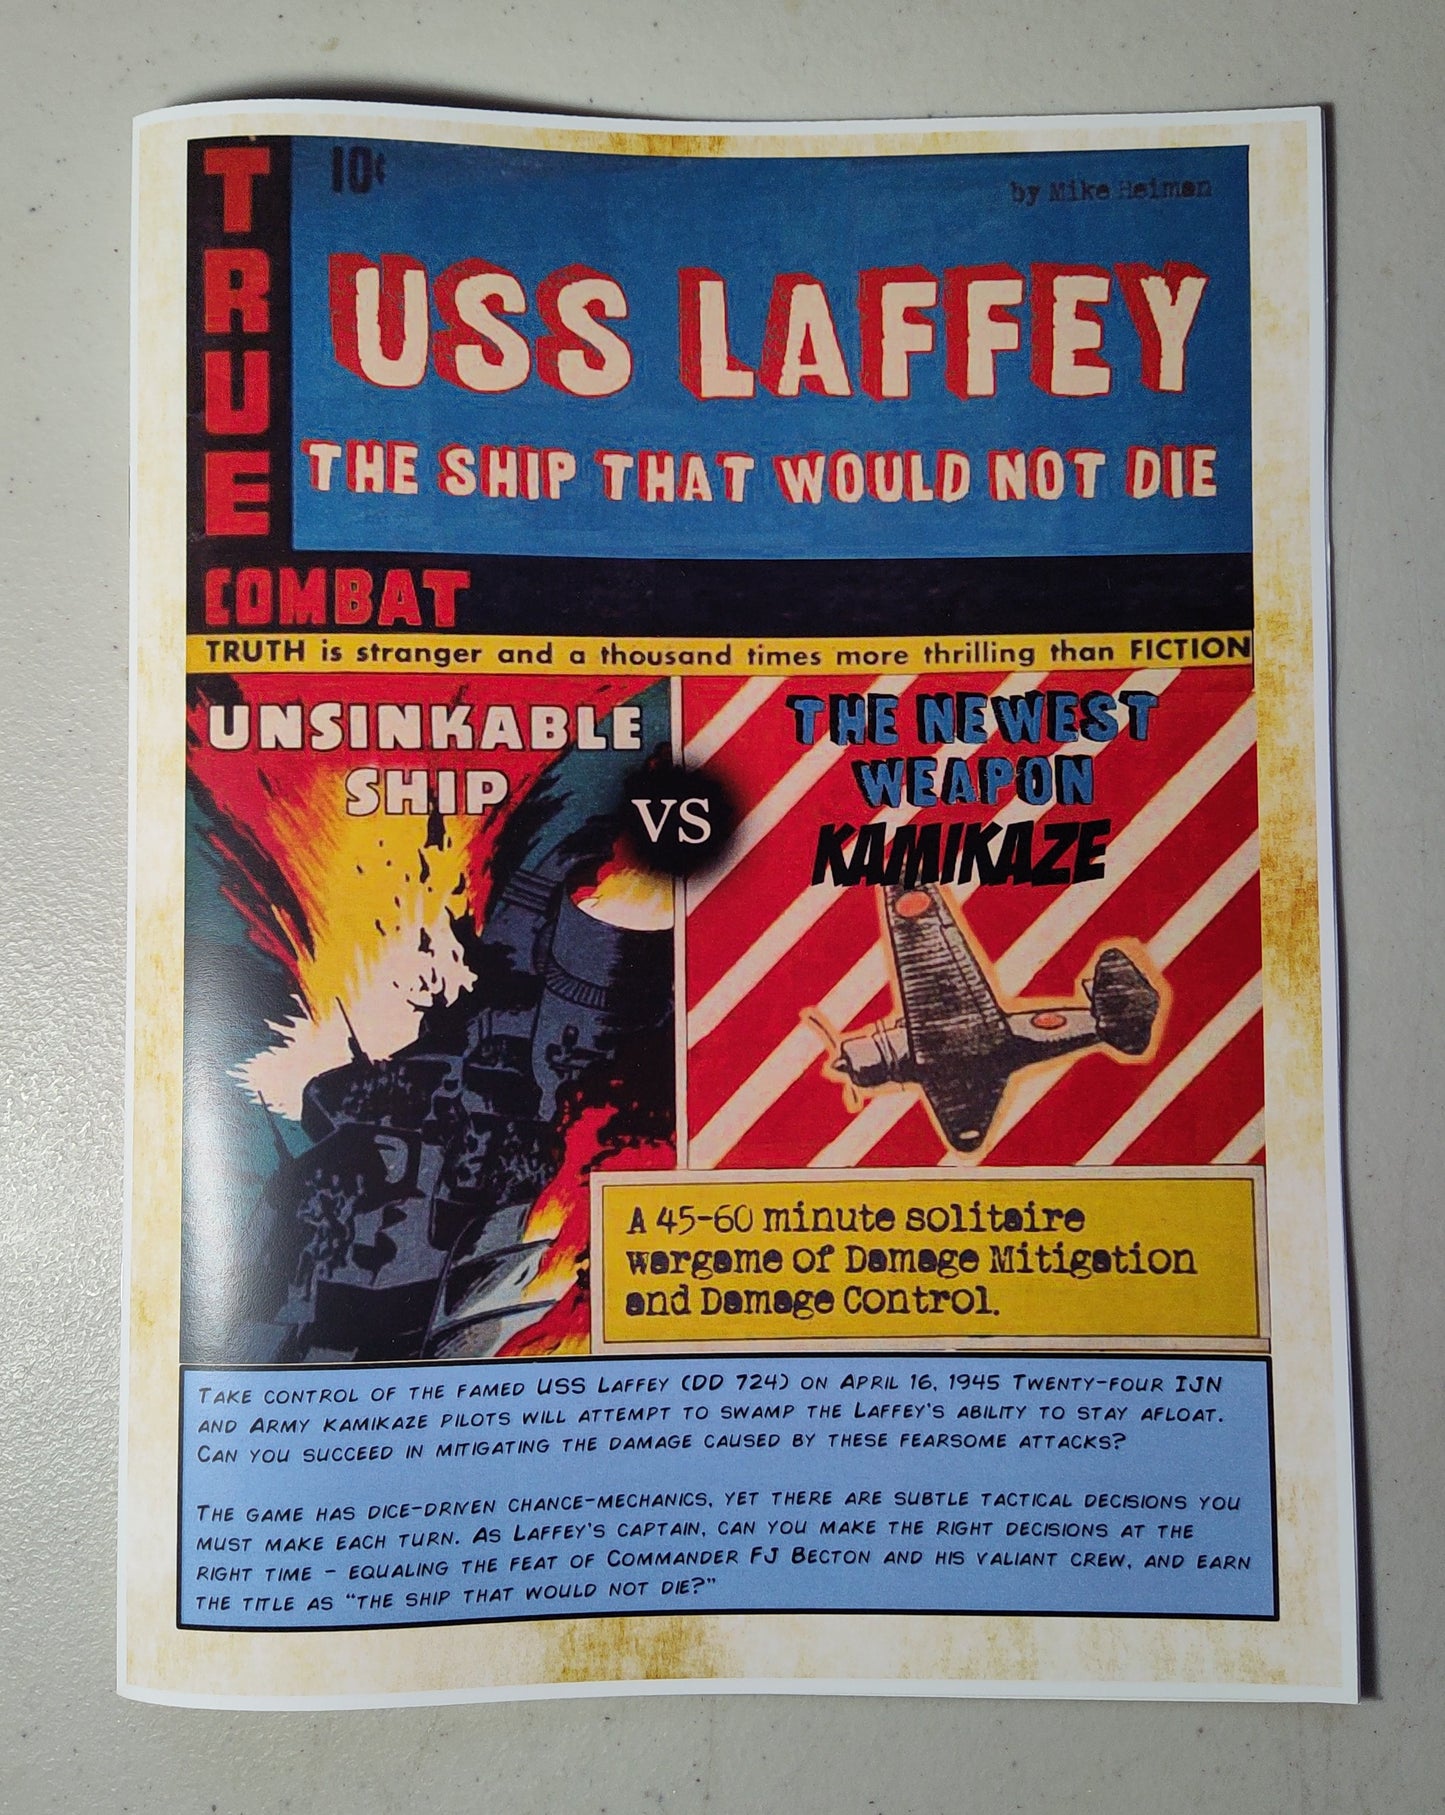 TRUE
10¢
by Mike Heiman
USS LAFFEY
THE SHIP THAT WOULD NOT DIE
COMBAT
TRUTH is stranger and a thousand times more thrilling than FICTION
UNSINKABLE
SHIP
VS
THE NEWEST
WEAPON
KAMIKAZE
A 45-60 minute solitaire
wargame of Damage Mitigation
and Damage Control.
TAKE CONTROL OF THE FAMED USS LAFFEY (DD 724) ON APRIL 16, 1945 TWENTY-FOUR IJN
AND ARMY KAMIKAZE PILOTS WILL ATTEMPT TO SWAMP THE LAFFEY'S ABILITY TO STAY AFLOAT.
CAN YOU SUCCEED IN MITIGATING THE DAMAGE CAUSED BY THESE FEARSOME ATTACKS?
THE GAME HAS DICE-DRIVEN CHANCE-MECHANICS, YET THERE ARE SUBTLE TACTICAL DECISIONS YOU
MUST MAKE EACH TURN. AS LAFFEY'S CAPTAIN, CAN YOU MAKE THE RIGHT DECISIONS AT THE
RIGHT TIME – EQUALING THE FEAT OF COMMANDER FJ BECTON AND HIS VALIANT CREW, AND EARN
THE TITLE AS "THE SHIP THAT WOULD NOT DIE?"